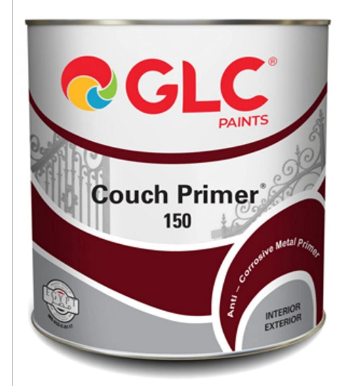 GLC®
PAINTS
Couch Primer®
150
Anti - Corrosive Metal Primer
INTERIOR
EXTERIOR